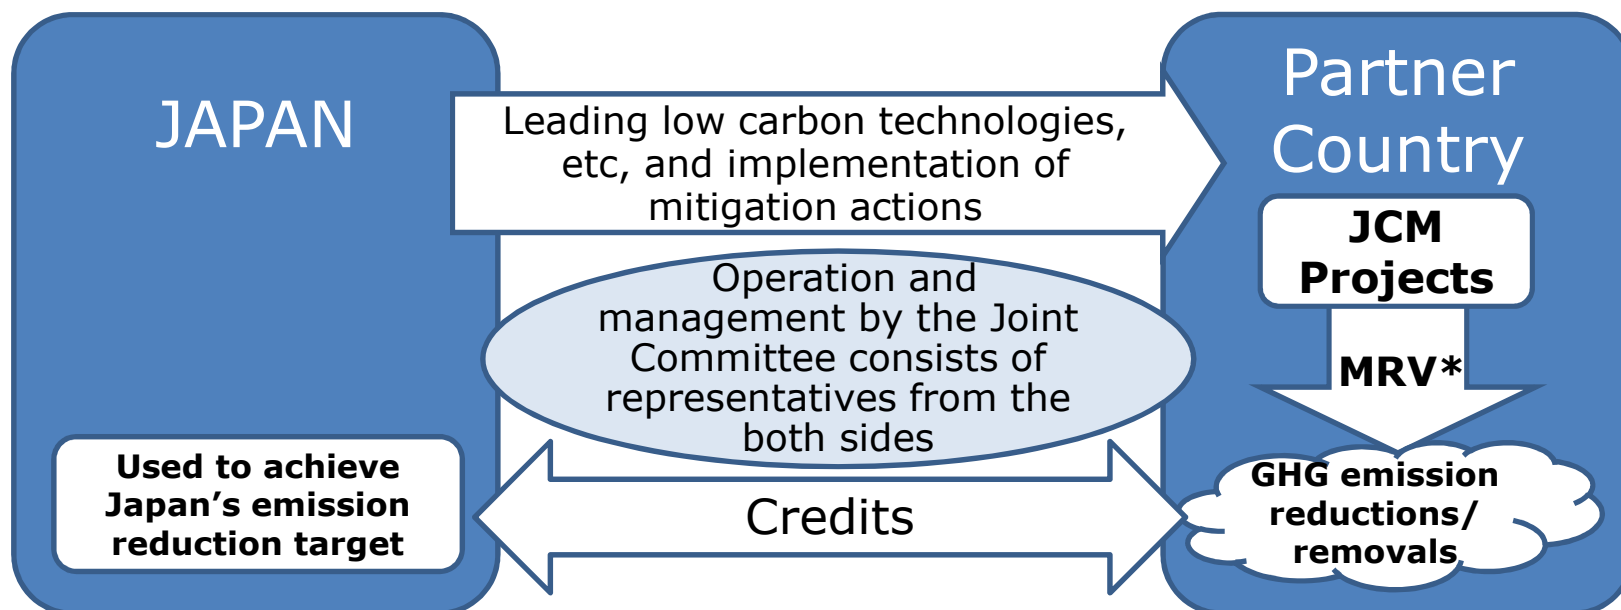 JAPAN
Leading low carbon technologies,
etc, and implementation of
mitigation actions
Partner
Country
JCM
Projects
Operation and
management by the Joint
Committee consists of
representatives from the
both sides
MRV*
Used to achieve
Japan’s emission
reduction target
Credits
GHG emission
reductions/
removals